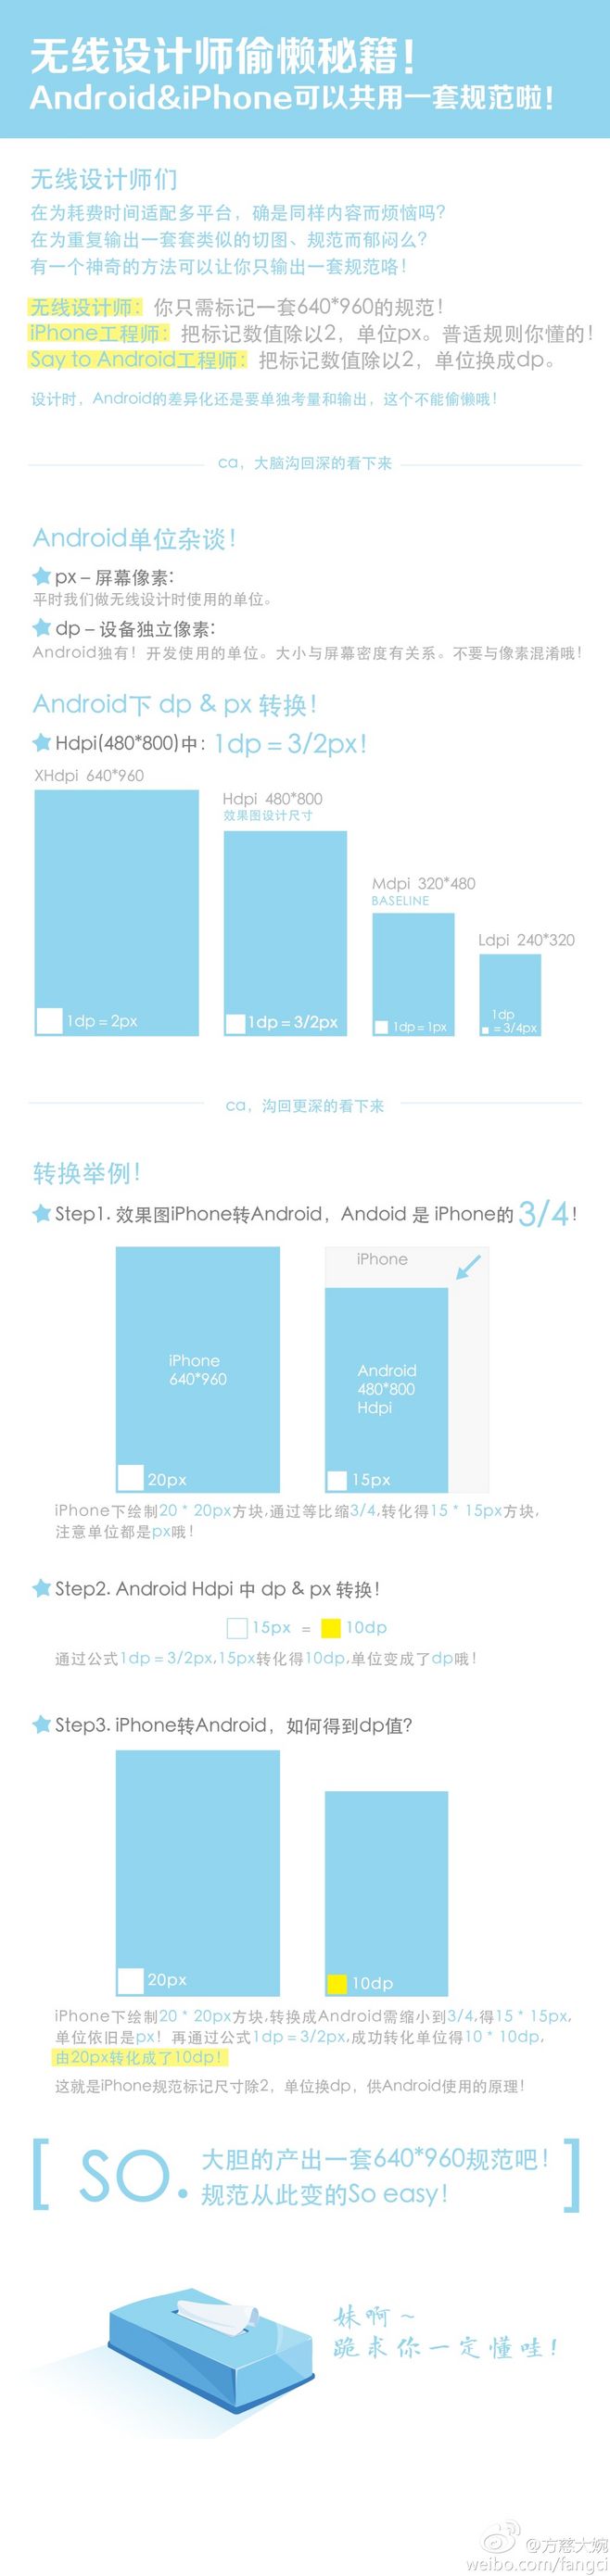 无线设计师偷懒秘籍!
Android&iPhone可以共用一套规范啦!
无线设计师们
在为耗费时间适配多平台，确是同样内容而烦恼吗?
在为重复输出一套套类似的切图、规范而郁闷么?
有一个神奇的方法可以让你只输出一套规范咯!
无线设计师: 你只需标记一套640*960的规范!
iPhone工程师: 把标记数值除以2，单位px。普适规则你懂的!
Say to Android工程师: 把标记数值除以2，单位换成dp。
设计时，Android的差异化还是要单独考量和输出，这个不能偷懒哦!
ca，大脑沟回深的看下来
Android单位杂谈!
px – 屏幕像素:
平时我们做无线设计时使用的单位。
dp – 设备独立像素:
Android独有! 开发使用的单位。大小与屏幕密度有关系。不要与像素混淆哦!
Android下 dp & px 转换!
Hdpi(480*800)中: 1dp = 3/2px!
XHdpi 640*960
Hdpi 480*800
效果图设计尺寸
Mdpi 320*480
BASELINE
Ldpi 240*320
1dp = 2px
1dp = 3/2px
1dp = 1px
1dp
= 3/4px
ca，沟回更深的看下来
转换举例!
Step1. 效果图iPhone转Android，Andoid 是 iPhone的 3/4!
iPhone
640*960
20px
iPhone
Android
480*800
Hdpi
15px
iPhone下绘制20 * 20px方块,通过等比缩3/4,转化得15 * 15px方块,
注意单位都是px哦!
Step2. Android Hdpi 中 dp & px 转换!
15px = 10dp
通过公式1dp = 3/2px,15px转化得10dp,单位变成了dp哦!
Step3. iPhone转Android，如何得到dp值?
20px
10dp
iPhone下绘制20 * 20px方块,转换成Android需缩小到3/4,得15 * 15px,
单位依旧是px! 再通过公式1dp = 3/2px,成功转化单位得10 * 10dp,
由20px转化成了10dp!
这就是iPhone规范标记尺寸除2，单位换dp，供Android使用的原理!
[ SO. 大胆的产出一套640*960规范吧! ]
规范从此变的So easy!
妹啊~
跪求你一定懂哇!
@方慈大婉
weibo.com/fangci